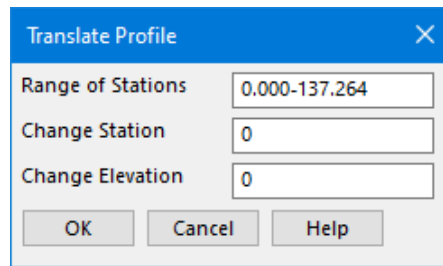 Translate Profile
Range of Stations 0.000-137.264
Change Station 0
Change Elevation 0
OK Cancel Help